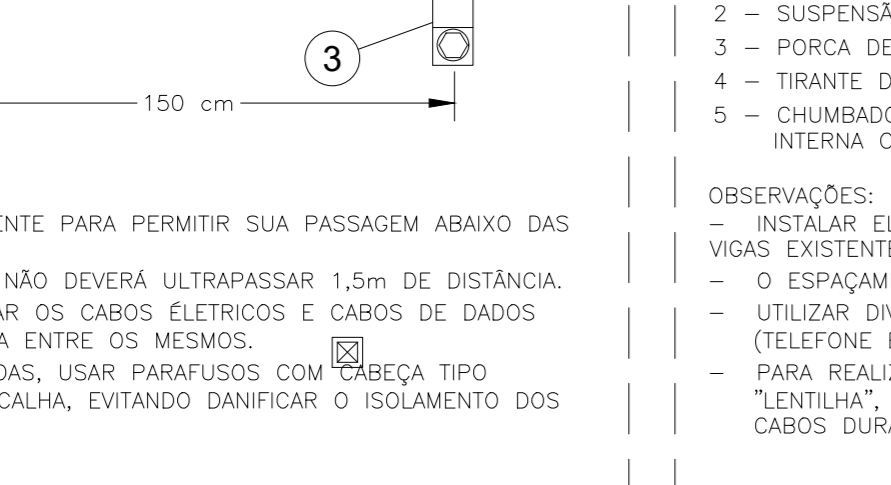 3
150 cm
ENTE PARA PERMITIR SUA PASSAGEM ABAIXO DAS
NÃO DEVERÁ ULTRAPASSAR 1,5m DE DISTÂNCIA.
AR OS CABOS ÉLETRICOS E CABOS DE DADOS
A ENTRE OS MESMOS.
DAS, USAR PARAFUSOS COM CABEÇA TIPO
CALHA, EVITANDO DANIFICAR O ISOLAMENTO DOS
2 – SUSPENSÃ
3 – PORCA DE
4 – TIRANTE D
5 – CHUMBADO
INTERNA C
OBSERVAÇÕES:
– INSTALAR EL
VIGAS EXISTENTE
– O ESPAÇAM
– UTILIZAR DIV
(TELEFONE E
– PARA REALIZ
"LENTILHA",
CABOS DURA